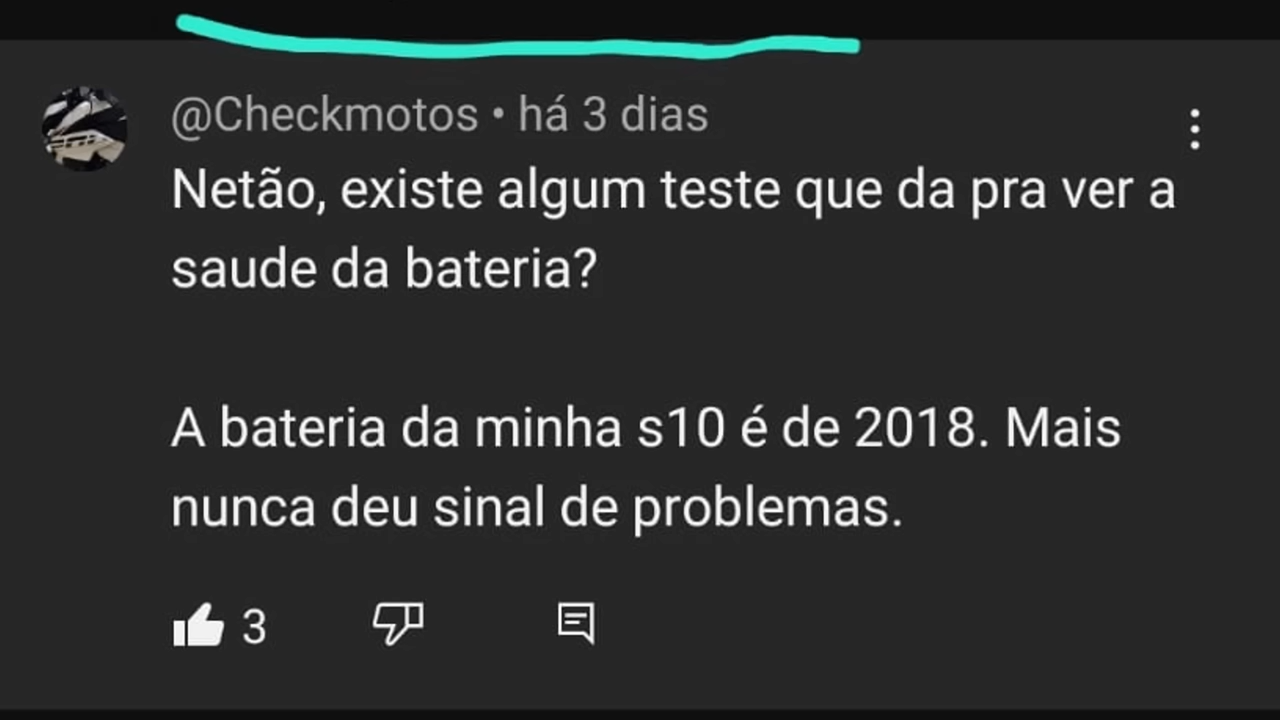 @Checkmotos • há 3 dias
Netão, existe algum teste que da pra ver a
saude da bateria?
A bateria da minha s10 é de 2018. Mais
nunca deu sinal de problemas.
3